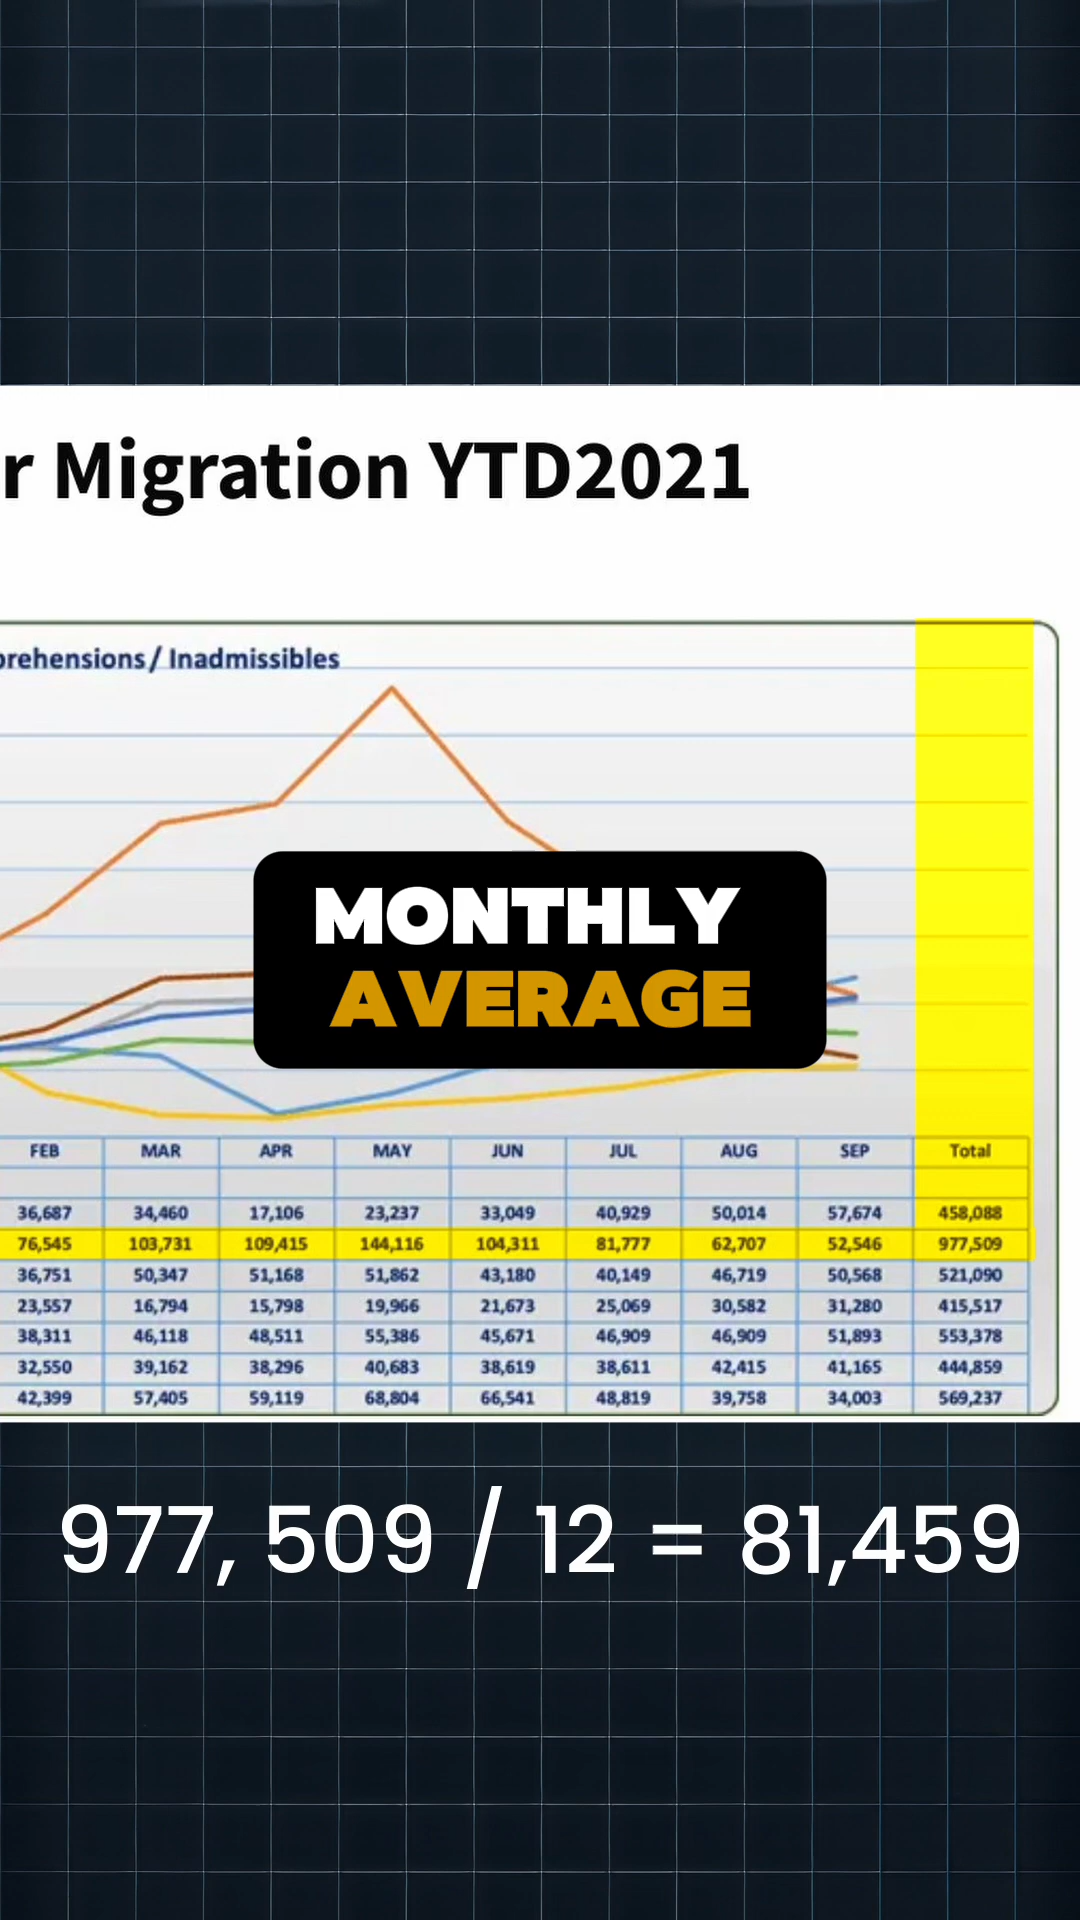 r Migration YTD2021
prehensions / Inadmissibles
MONTHLY
AVERAGE
FEB MAR APR MAY JUN JUL AUG SEP Total
36,687 34,460 17,106 23,237 33,049 40,929 50,014 57,674 458,088
76,545 103,731 109,415 144,116 104,311 81,777 62,707 52,546 977,509
36,751 50,347 51,168 51,862 43,180 40,149 46,719 50,568 521,090
23,557 16,794 15,798 19,966 21,673 25,069 30,582 31,280 415,517
38,311 46,118 48,511 55,386 45,671 46,909 46,909 51,893 553,378
32,550 39,162 38,296 40,683 38,619 38,611 42,415 41,165 444,859
42,399 57,405 59,119 68,804 66,541 48,819 39,758 34,003 569,237
977, 509 / 12 = 81,459